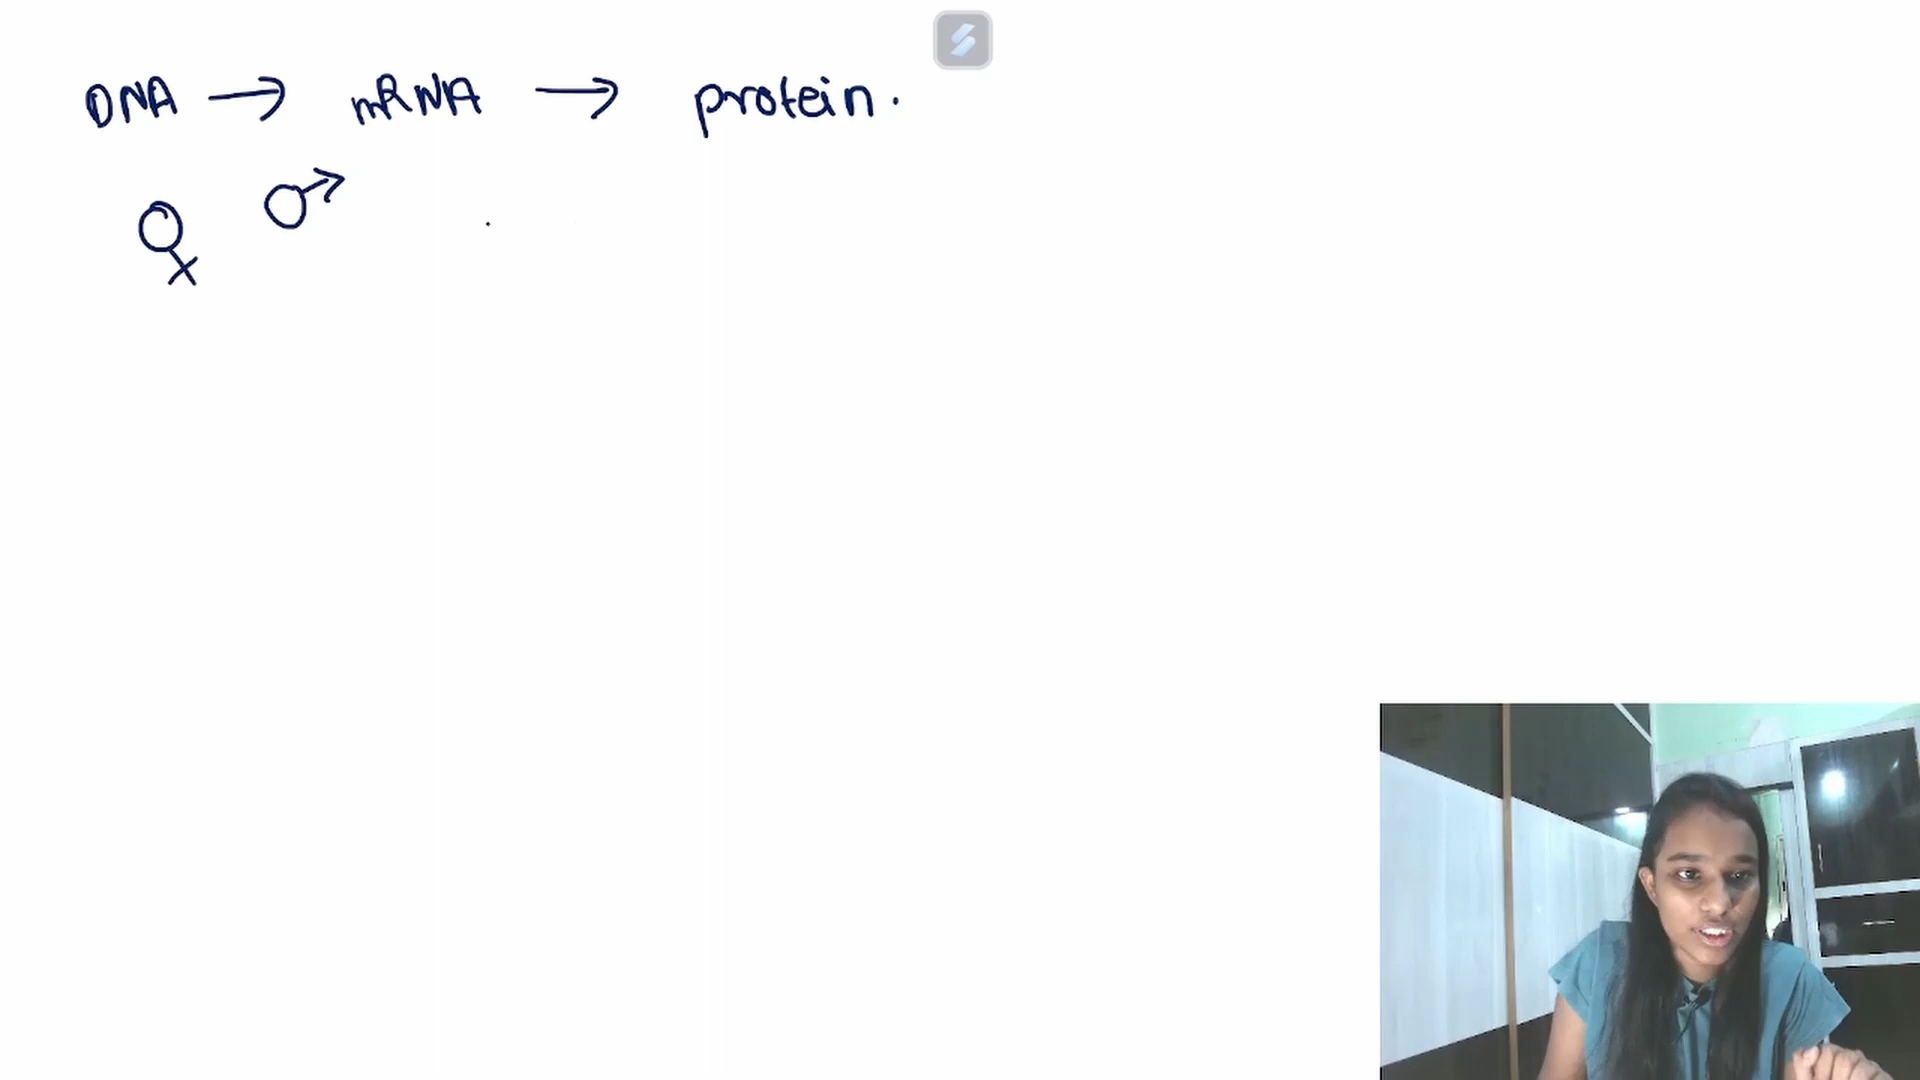 DNA → mRNA → protein.
♀ ♂